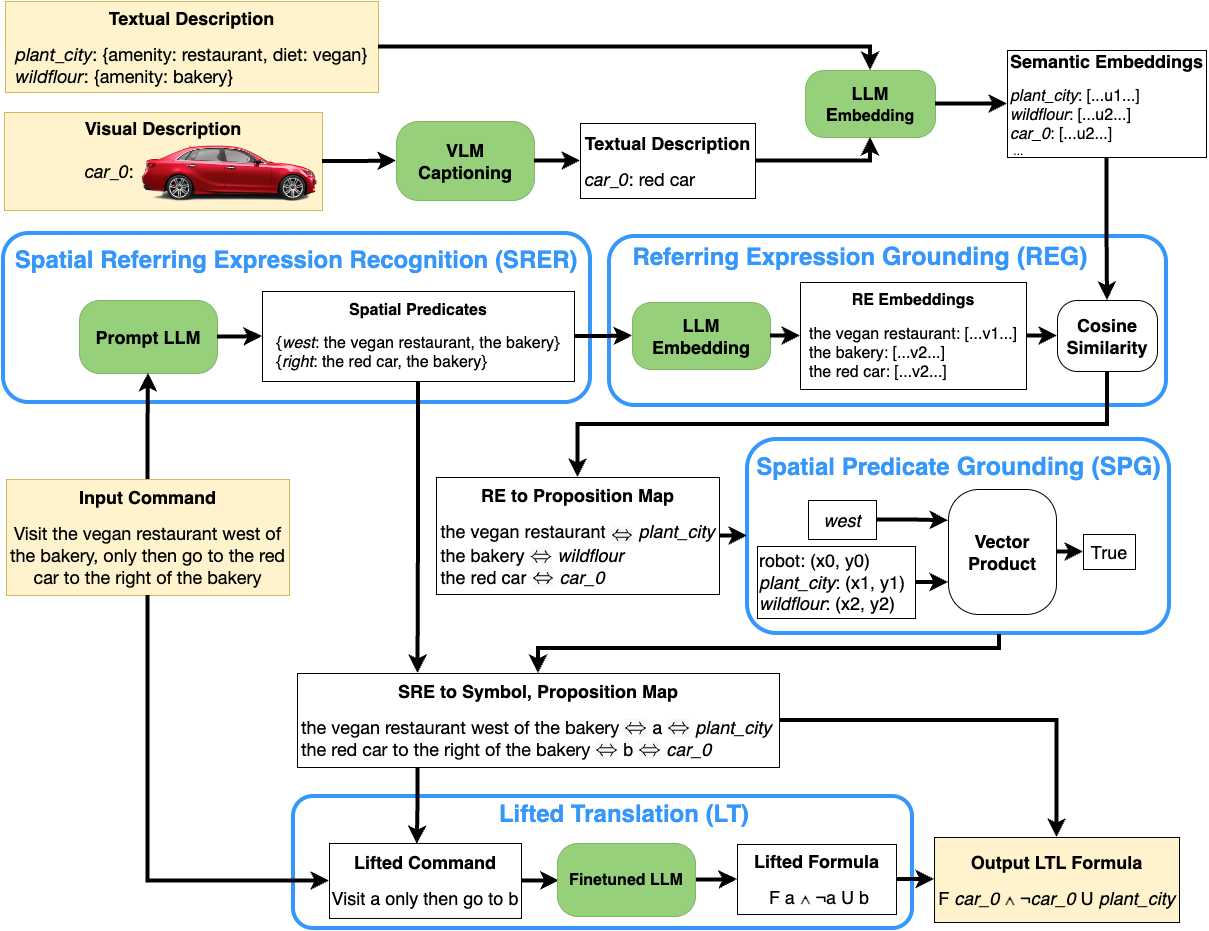 Textual Description
plant_city: {amenity: restaurant, diet: vegan}
wildflour: {amenity: bakery}
Visual Description
car_0:
VLM
Captioning
Textual Description
car_0: red car
LLM
Embedding
Semantic Embeddings
plant_city: [...u1...]
wildflour: [...u2...]
car_0: [...u2...]
...
Spatial Referring Expression Recognition (SRER)
Prompt LLM
Spatial Predicates
{west: the vegan restaurant, the bakery}
{right: the red car, the bakery}
Referring Expression Grounding (REG)
LLM
Embedding
RE Embeddings
the vegan restaurant: [...v1...]
the bakery: [...v2...]
the red car: [...v2...]
Cosine
Similarity
Input Command
Visit the vegan restaurant west of
the bakery, only then go to the red
car to the right of the bakery
RE to Proposition Map
the vegan restaurant ⇔ plant_city
the bakery ⇔ wildflour
the red car ⇔ car_0
Spatial Predicate Grounding (SPG)
west
robot: (x0, y0)
plant_city: (x1, y1)
wildflour: (x2, y2)
Vector
Product
True
SRE to Symbol, Proposition Map
the vegan restaurant west of the bakery ⇔ a ⇔ plant_city
the red car to the right of the bakery ⇔ b ⇔ car_0
Lifted Translation (LT)
Lifted Command
Visit a only then go to b
Finetuned LLM
Lifted Formula
F a ∧ ¬a U b
Output LTL Formula
F car_0 ∧ ¬car_0 U plant_city